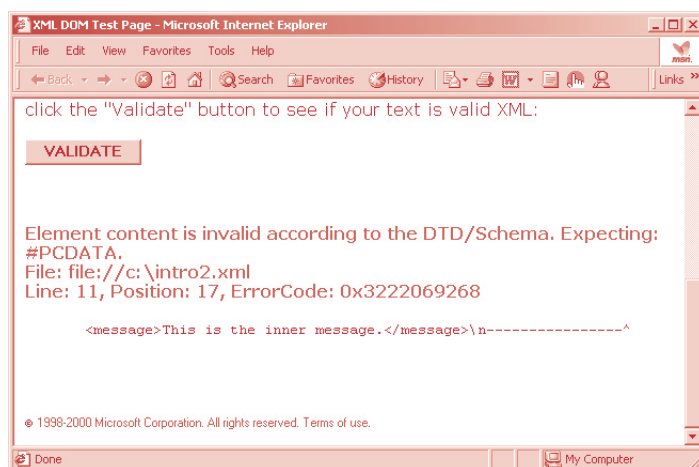 XML DOM Test Page - Microsoft Internet Explorer
File Edit View Favorites Tools Help
msn.
Back Search Favorites History Links »
click the "Validate" button to see if your text is valid XML:
VALIDATE
Element content is invalid according to the DTD/Schema. Expecting:
#PCDATA.
File: file://c:\intro2.xml
Line: 11, Position: 17, ErrorCode: 0x3222069268
<message>This is the inner message.</message>\n----------------^
© 1998-2000 Microsoft Corporation. All rights reserved. Terms of use.
Done My Computer